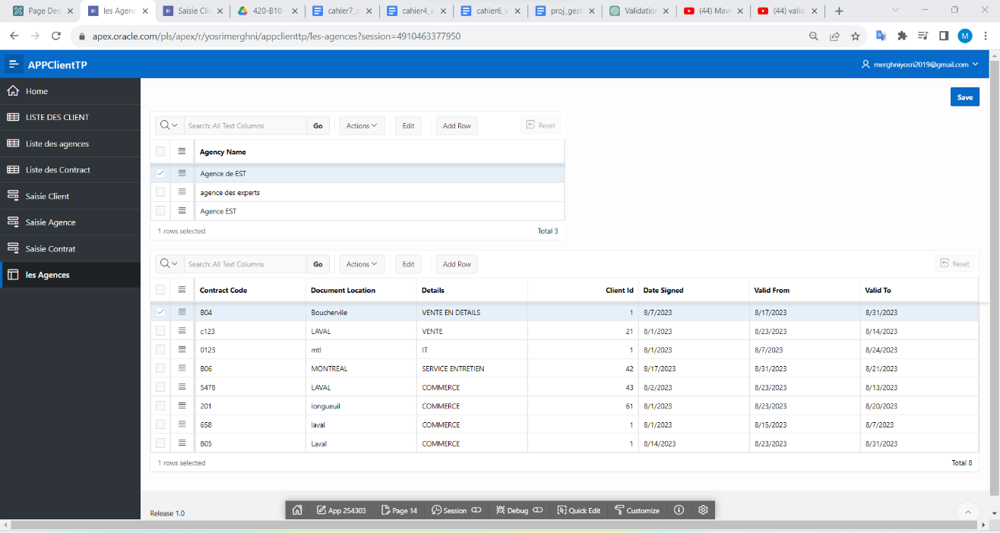 Page Des
les Agenc
Saisie Clie
420-B10
cahier7_c
cahier4_a
cahier6_v
proj_gest
Validation
(44) Maw
(44) valid
apex.oracle.com/pls/apex/r/yosrimerghni/appclienttp/les-agences?session=4910463377950
M
APPClientTP
merghniyosri2019@gmail.com
Home
LISTE DES CLIENT
Liste des agences
Liste des Contract
Saisie Client
Saisie Agence
Saisie Contrat
les Agences
Save
Search: All Text Columns Go Actions Edit Add Row Reset
Agency Name
Agence de EST
agence des experts
Agence EST
1 rows selected Total 3
Search: All Text Columns Go Actions Edit Add Row Reset
Contract Code Document Location Details Client Id Date Signed Valid From Valid To
B04 Boucherville VENTE EN DETAILS 1 8/7/2023 8/17/2023 8/31/2023
c123 LAVAL VENTE 21 8/1/2023 8/23/2023 8/14/2023
0123 mtl IT 1 8/1/2023 8/7/2023 8/24/2023
B06 MONTREAL SERVICE ENTRETIEN 42 8/17/2023 8/31/2023 8/21/2023
5478 LAVAL COMMERCE 43 8/2/2023 8/23/2023 8/13/2023
201 longueuil COMMERCE 61 8/1/2023 8/23/2023 8/20/2023
658 laval COMMERCE 1 8/1/2023 8/15/2023 8/7/2023
B05 Laval COMMERCE 1 8/14/2023 8/23/2023 8/31/2023
1 rows selected Total 8
Release 1.0
App 254303 Page 14 Session Debug Quick Edit Customize